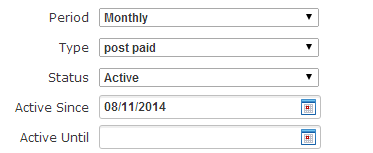 Period Monthly
Type post paid
Status Active
Active Since 08/11/2014
Active Until